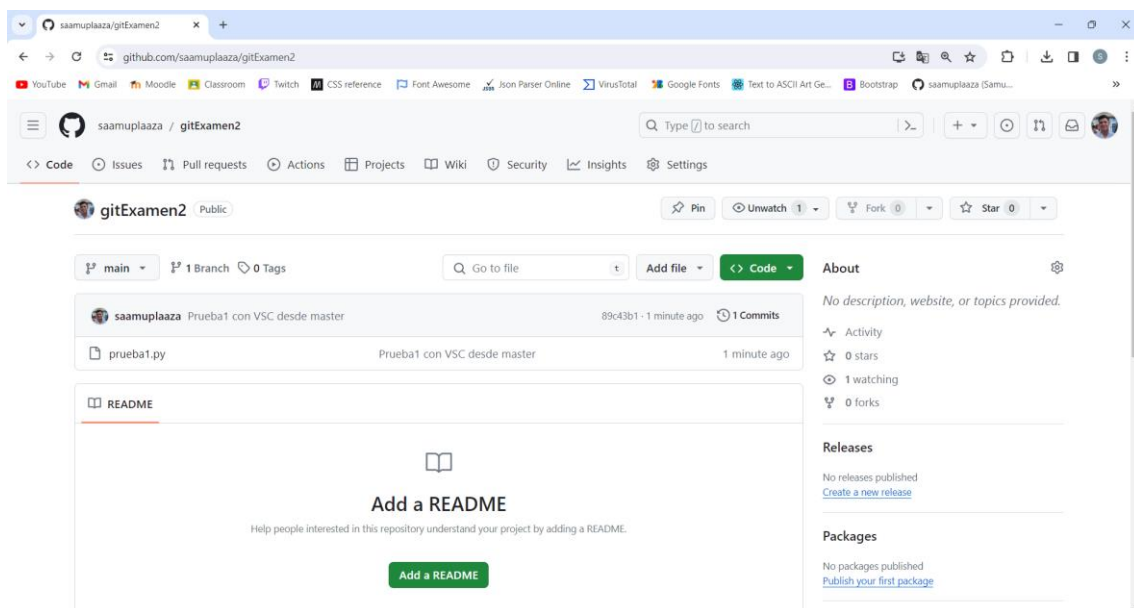 saamuplaaza/gitExamen2
github.com/saamuplaaza/gitExamen2
YouTube Gmail Moodle Classroom Twitch CSS reference Font Awesome Json Parser Online VirusTotal Google Fonts Text to ASCII Art Ge... Bootstrap saamuplaaza (Samu...
saamuplaaza / gitExamen2 Type / to search
Code Issues Pull requests Actions Projects Wiki Security Insights Settings
gitExamen2 Public Pin Unwatch 1 Fork 0 Star 0
main 1 Branch 0 Tags Go to file t Add file Code About
No description, website, or topics provided.
saamuplaaza Prueba1 con VSC desde master 89c43b1 · 1 minute ago 1 Commits
Activity
prueba1.py Prueba1 con VSC desde master 1 minute ago
0 stars
1 watching
README
0 forks
Releases
No releases published
Create a new release
Add a README
Help people interested in this repository understand your project by adding a README.
Packages
Add a README
No packages published
Publish your first package